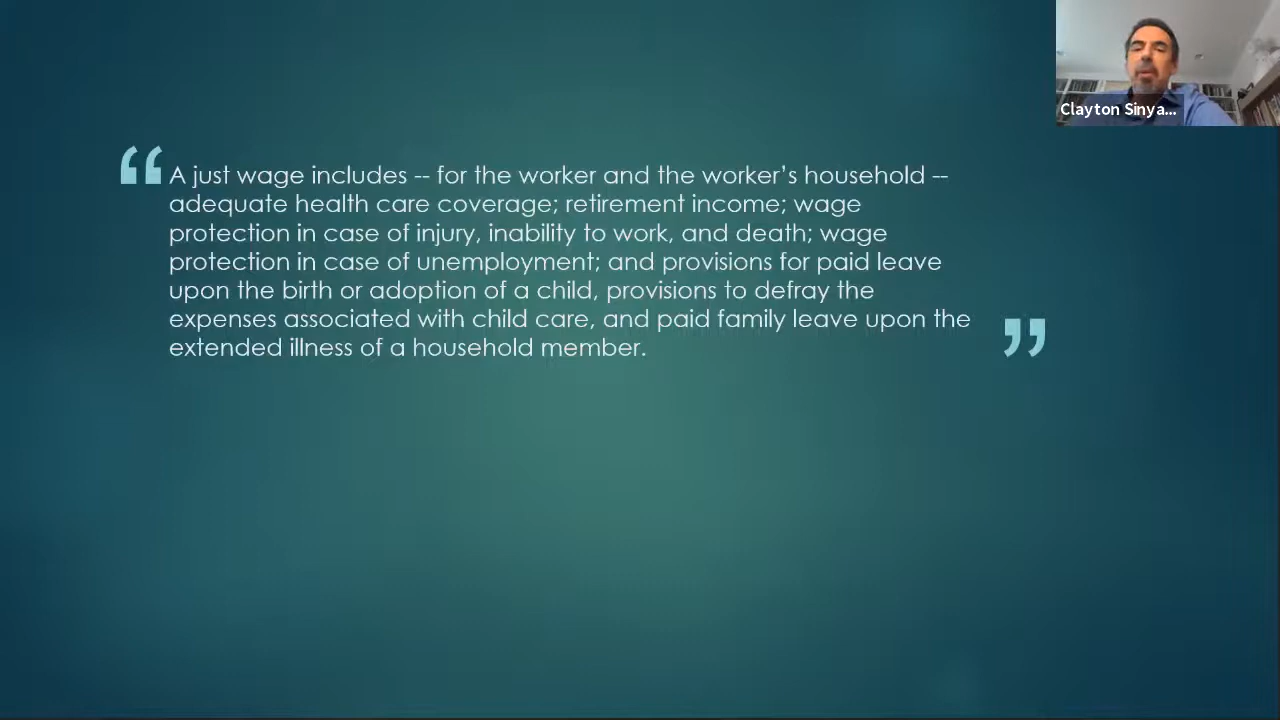 Clayton Sinya...
“A just wage includes -- for the worker and the worker’s household --
adequate health care coverage; retirement income; wage
protection in case of injury, inability to work, and death; wage
protection in case of unemployment; and provisions for paid leave
upon the birth or adoption of a child, provisions to defray the
expenses associated with child care, and paid family leave upon the
extended illness of a household member.”